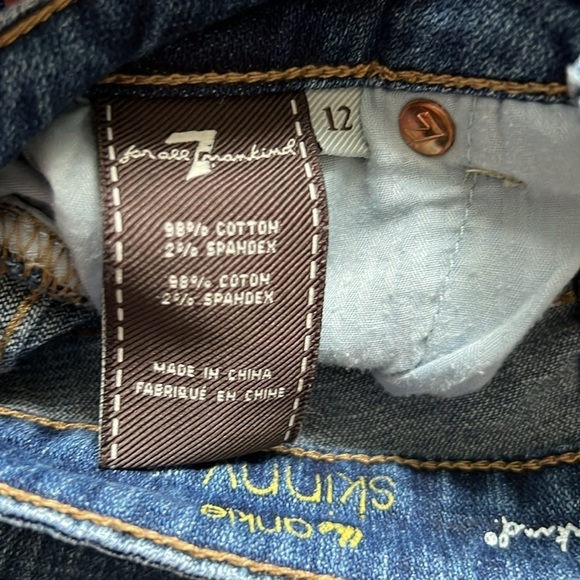 7
for all mankind
12
98% COTTON
2% SPANDEX
98% COTON
2% SPANDEX
MADE IN CHINA
FABRIQUÉ EN CHINE
the ankle
skinny
7